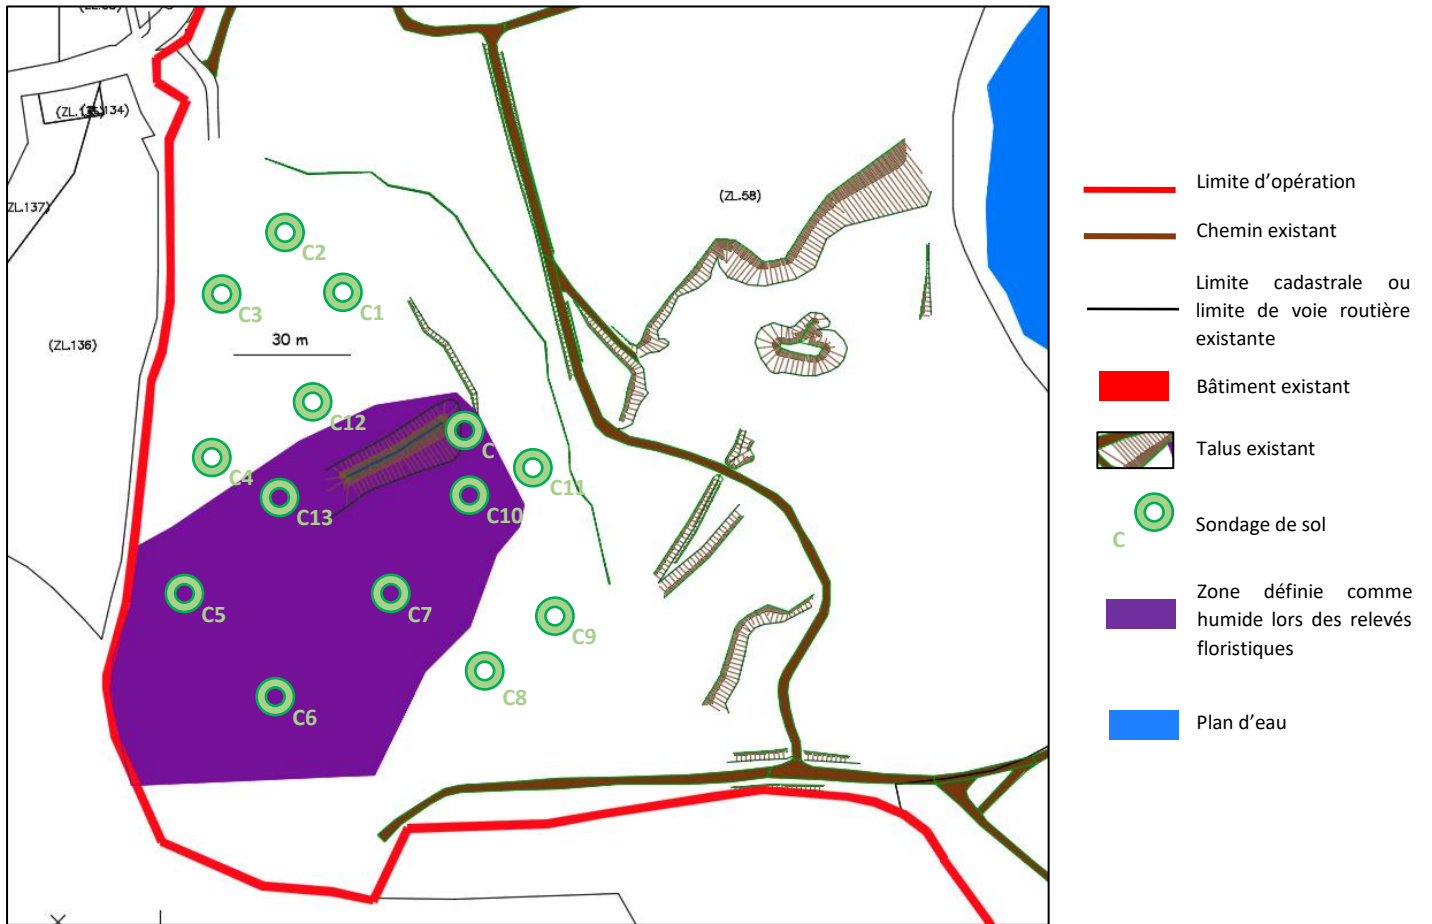 (ZL.134)
ZL.137)
(ZL.58)
(ZL.136)
C2
C3
C1
30 m
C12
C
C4
C11
C13
C10
C5
C7
C9
C8
C6
Limite d'opération
Chemin existant
Limite cadastrale ou
limite de voie routière
existante
Bâtiment existant
Talus existant
C
Sondage de sol
Zone définie comme
humide lors des relevés
floristiques
Plan d'eau